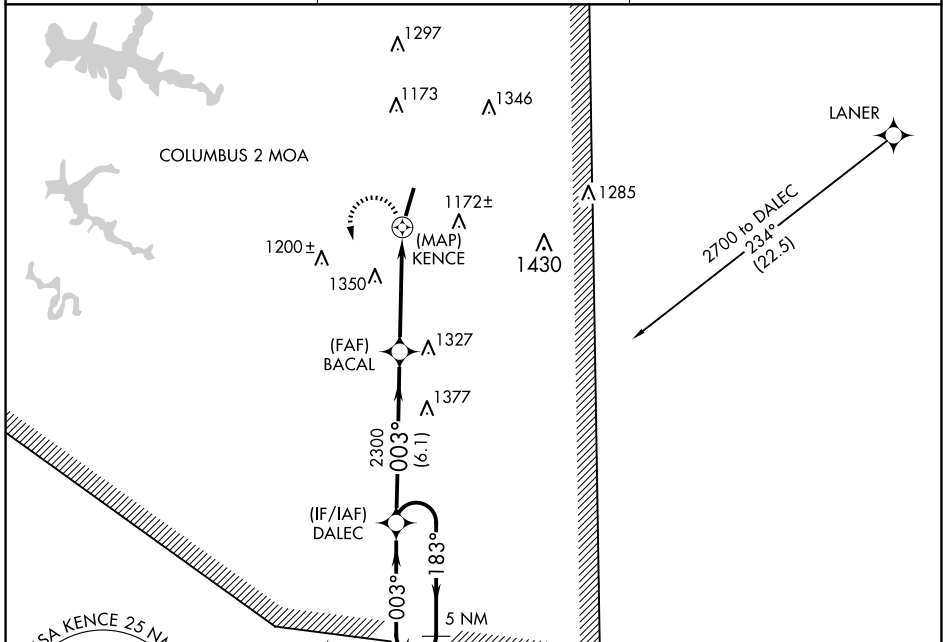 1297
1173
1346
LANER
COLUMBUS 2 MOA
1285
1172±
2700 to DALEC
234°
(22.5)
1200±
(MAP)
KENCE
1430
1350
(FAF)
BACAL
1327
1377
2300
003°
(6.1)
(IF/IAF)
DALEC
183°
003°
5 NM
SA KENCE 25 NM